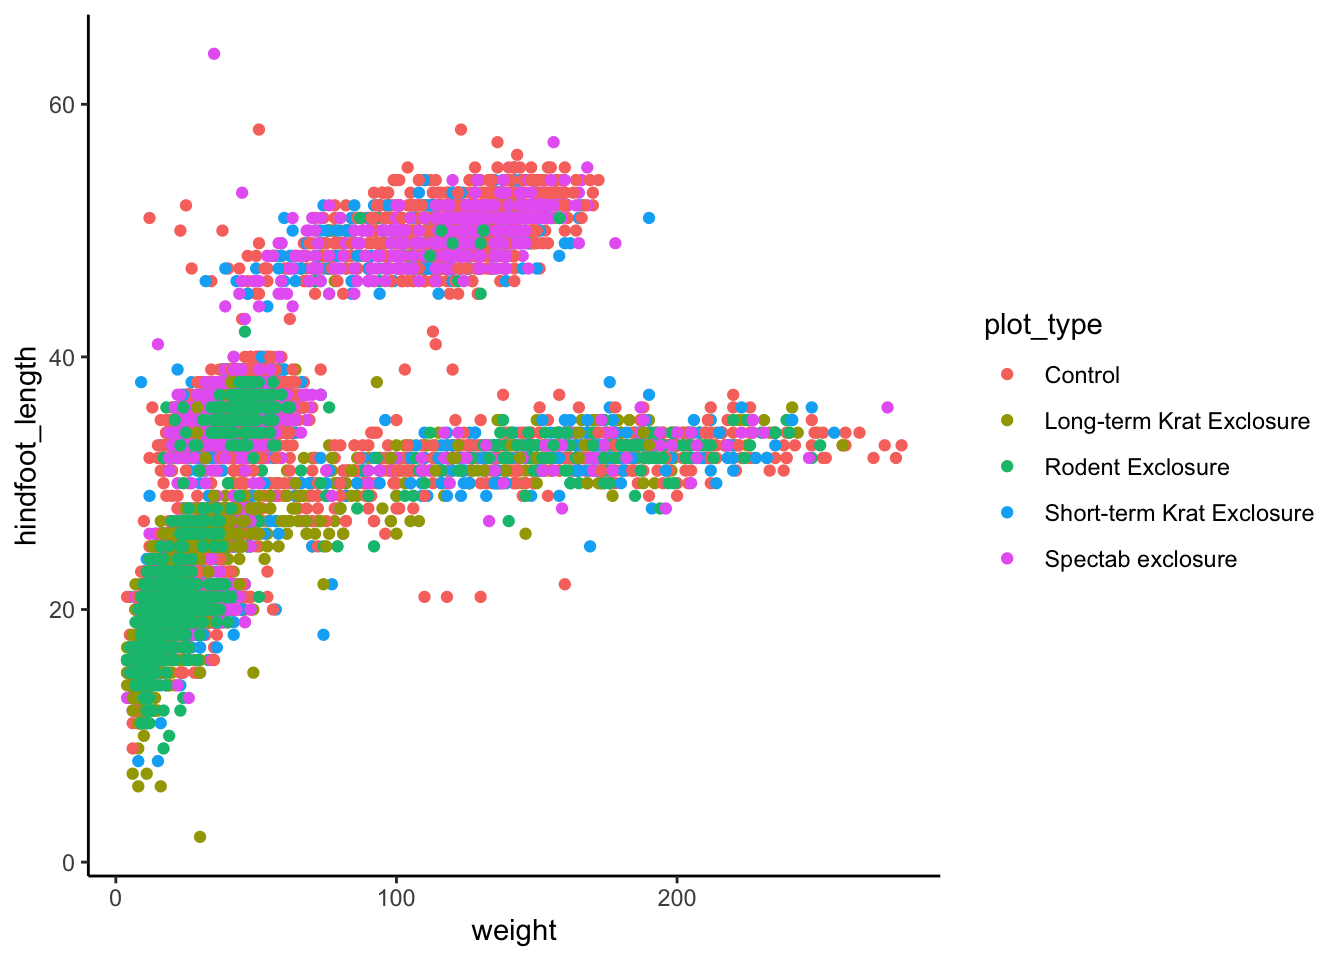 60
40
20
0
0 100 200
weight
hindfoot_length
plot_type
Control
Long-term Krat Exclosure
Rodent Exclosure
Short-term Krat Exclosure
Spectab exclosure